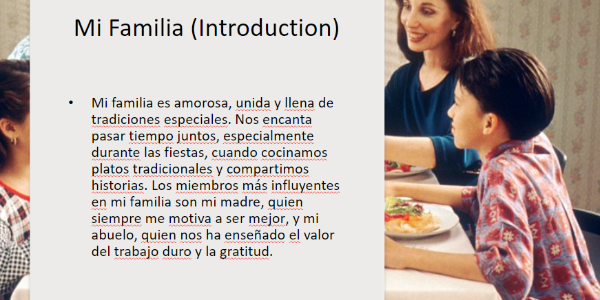 Mi Familia (Introduction)
• Mi familia es amorosa, unida y llena de
tradiciones especiales. Nos encanta
pasar tiempo juntos, especialmente
durante las fiestas, cuando cocinamos
platos tradicionales y compartimos
historias. Los miembros más influyentes
en mi familia son mi madre, quien
siempre me motiva a ser mejor, y mi
abuelo, quien nos ha enseñado el valor
del trabajo duro y la gratitud.